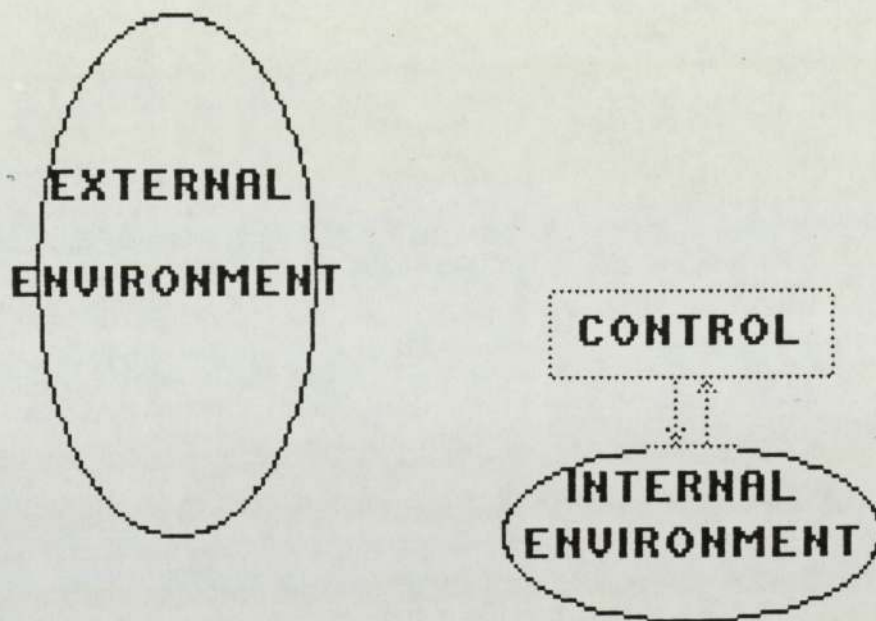 EXTERNAL
ENVIRONMENT
CONTROL
INTERNAL
ENVIRONMENT